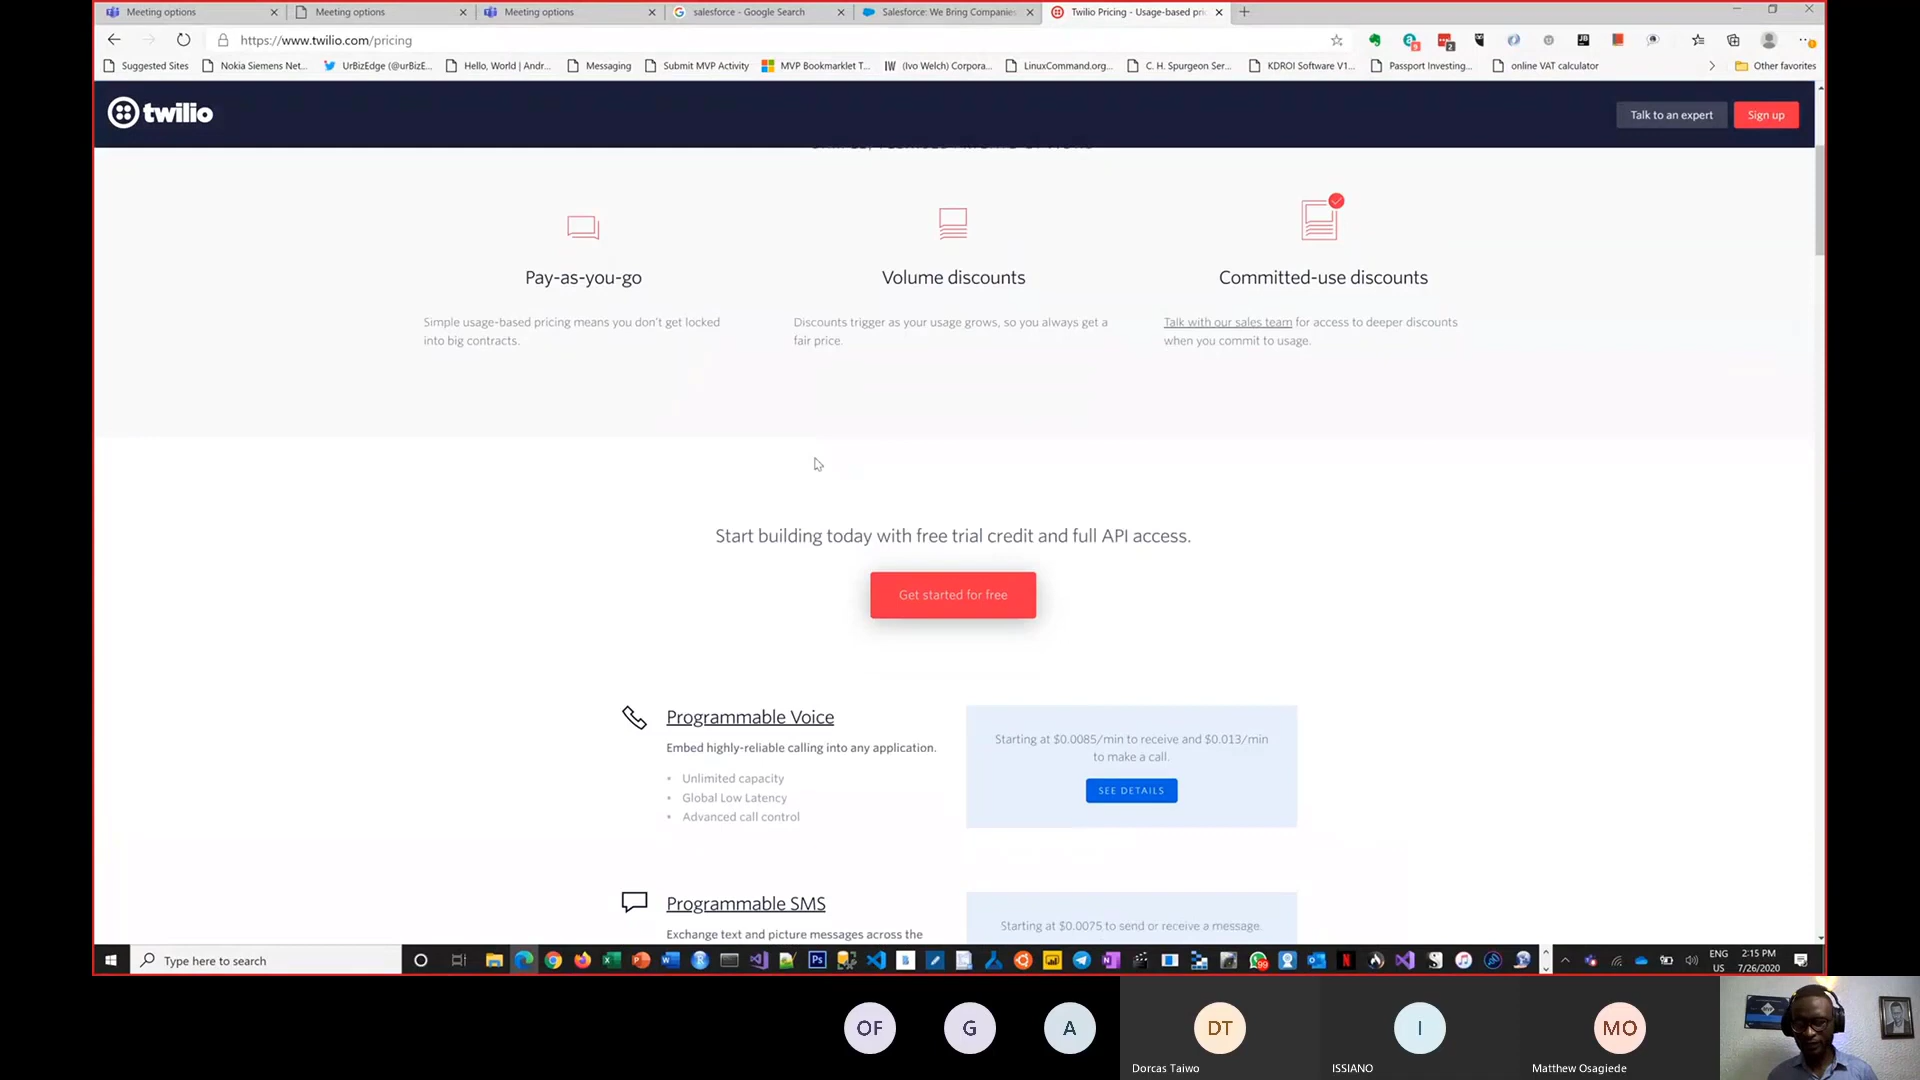 Meeting options
Meeting options
Meeting options
salesforce - Google Search
Salesforce: We Bring Companie
Twilio Pricing - Usage-based pri
https://www.twilio.com/pricing
Suggested Sites
Nokia Siemens Net...
UrBizEdge (@urBizE...
Hello, World | Andr...
Messaging
Submit MVP Activity
MVP Bookmarklet T...
(Ivo Welch) Corpora...
LinuxCommand.org...
C. H. Spurgeon Ser...
KDROI Software V1...
Passport Investing...
online VAT calculator
Other favorites
twilio
Talk to an expert
Sign up
Pay-as-you-go
Simple usage-based pricing means you don't get locked
into big contracts.
Volume discounts
Discounts trigger as your usage grows, so you always get a
fair price.
Committed-use discounts
Talk with our sales team for access to deeper discounts
when you commit to usage.
Start building today with free trial credit and full API access.
Get started for free
Programmable Voice
Embed highly-reliable calling into any application.
• Unlimited capacity
• Global Low Latency
• Advanced call control
Starting at $0.0085/min to receive and $0.013/min
to make a call.
SEE DETAILS
Programmable SMS
Exchange text and picture messages across the
Starting at $0.0075 to send or receive a message.
Type here to search
ENG
US
2:15 PM
7/26/2020
OF
G
A
DT
Dorcas Taiwo
I
ISSIANO
MO
Matthew Osagiede